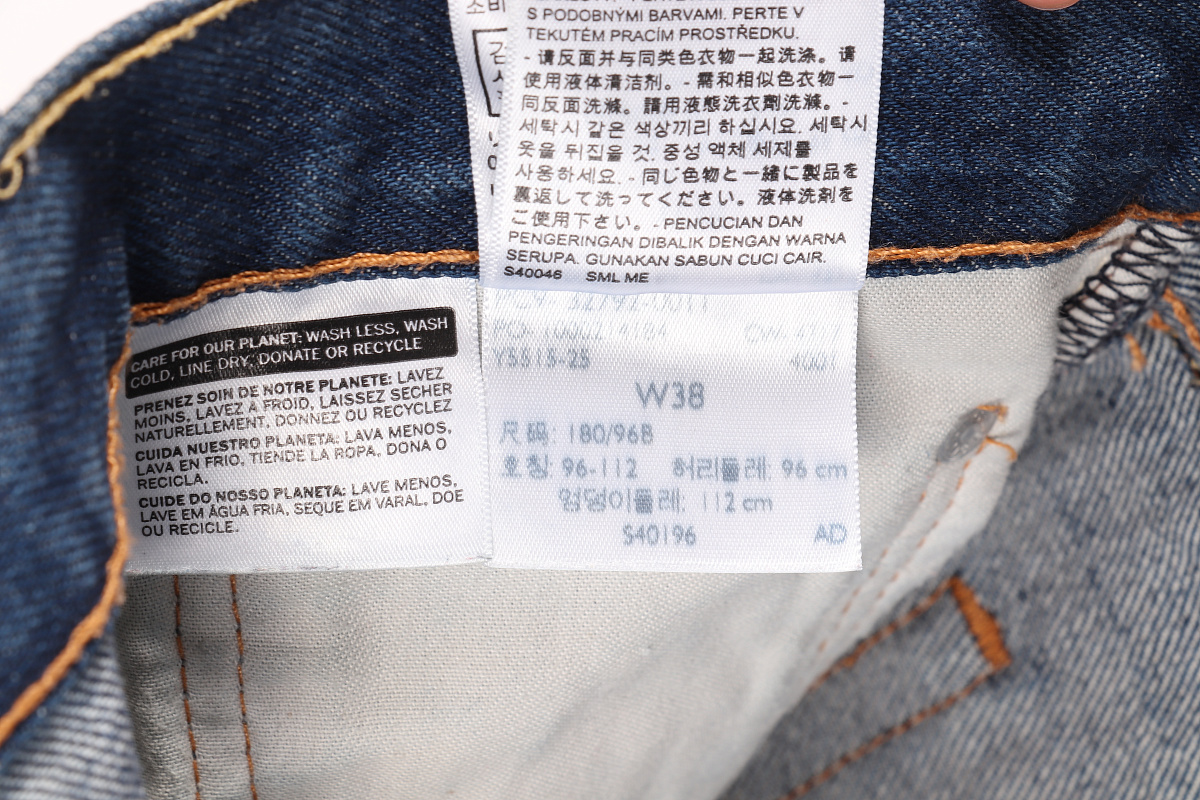 소비
S PODOBNÝMI BARVAMI. PERTE V
TEKUTÉM PRACÍM PROSTŘEDKU.
- 请反面并与同类色衣物一起洗涤。请
使用液体清洁剂。- 需和相似色衣物一
同反面洗滌。請用液態洗衣劑洗滌。-
세탁시 같은 색상끼리 하십시요. 세탁시
옷을 뒤집을 것. 중성 액체 세제를
사용하세요. - 同じ色物と一緒に製品を
裏返して洗ってください。液体洗剤を
ご使用下さい。- PENCUCIAN DAN
PENGERINGAN DIBALIK DENGAN WARNA
SERUPA. GUNAKAN SABUN CUCI CAIR.
S40046 SML ME
CARE FOR OUR PLANET: WASH LESS, WASH
COLD, LINE DRY, DONATE OR RECYCLE
PRENEZ SOIN DE NOTRE PLANETE: LAVEZ
MOINS, LAVEZ A FROID, LAISSEZ SECHER
NATURELLEMENT, DONNEZ OU RECYCLEZ
CUIDA NUESTRO PLANETA: LAVA MENOS,
LAVA EN FRIO, TIENDE LA ROPA, DONA O
RECICLA.
CUIDE DO NOSSO PLANETA: LAVE MENOS,
LAVE EM ÁGUA FRIA, SEQUE EM VARAL, DOE
OU RECICLE.
Y5515-25 4001
W38
尺码: 180/96B
호칭: 96-112 허리둘레: 96 cm
엉덩이둘레: 112 cm
S40196 AD